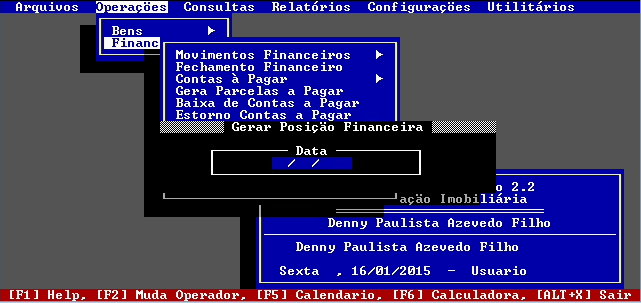 Arquivos Operações Consultas Relatórios Configurações Utilitários
Bens
Financ
Movimentos Financeiros
Fechamento Financeiro
Contas à Pagar
Gera Parcelas a Pagar
Baixa de Contas a Pagar
Estorno Contas a Pagar
Gerar Posição Financeira
Data
/ /
o 2.2
ação Imobiliária
Denny Paulista Azevedo Filho
Denny Paulista Azevedo Filho
Sexta , 16/01/2015 - Usuario
[F1] Help, [F2] Muda Operador, [F5] Calendario, [F6] Calculadora, [ALT+X] Sair